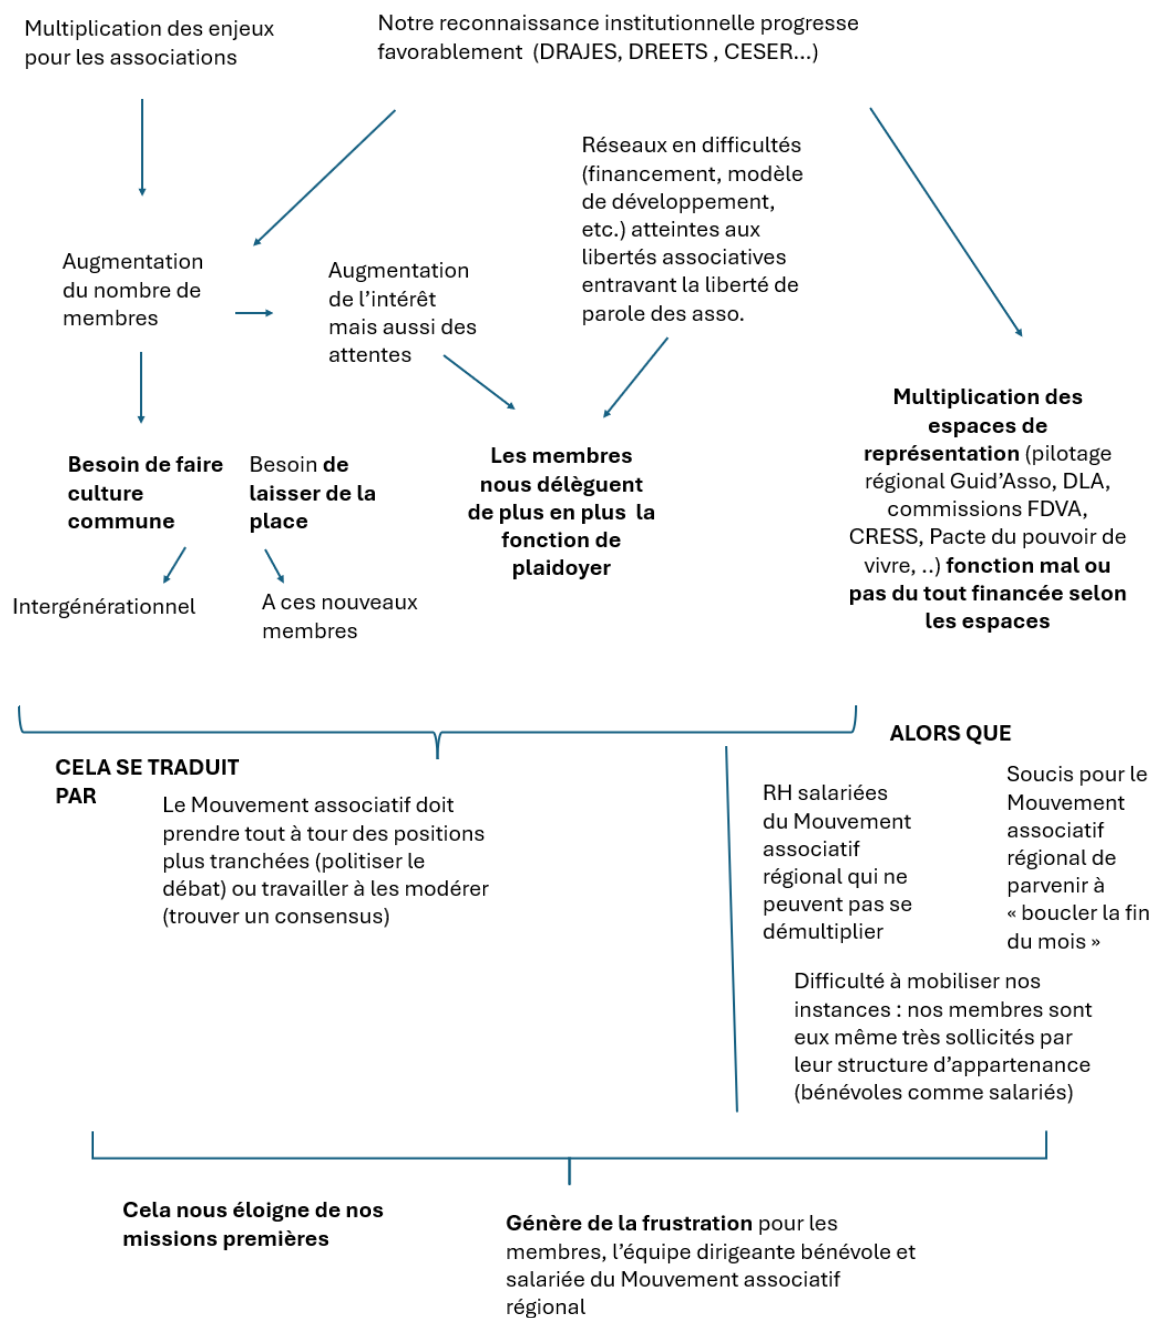 Multiplication des enjeux
pour les associations
Notre reconnaissance institutionnelle progresse
favorablement (DRAJES, DREETS , CESER...)
Réseaux en difficultés
(financement, modèle
de développement,
etc.) atteintes aux
libertés associatives
entravant la liberté de
parole des asso.
Augmentation
du nombre de
membres
Augmentation
de l’intérêt
mais aussi des
attentes
Multiplication des
espaces de
représentation (pilotage
régional Guid’Asso, DLA,
commissions FDVA,
CRESS, Pacte du pouvoir de
vivre, ..) fonction mal ou
pas du tout financée selon
les espaces
Besoin de faire
culture
commune
Besoin de
laisser de la
place
Les membres
nous délèguent
de plus en plus la
fonction de
plaidoyer
Intergénérationnel
A ces nouveaux
membres
CELA SE TRADUIT
PAR
Le Mouvement associatif doit
prendre tout à tour des positions
plus tranchées (politiser le
débat) ou travailler à les modérer
(trouver un consensus)
ALORS QUE
RH salariées
du Mouvement
associatif
régional qui ne
peuvent pas se
démultiplier
Soucis pour le
Mouvement
associatif
régional de
parvenir à
« boucler la fin
du mois »
Difficulté à mobiliser nos
instances : nos membres sont
eux même très sollicités par
leur structure d’appartenance
(bénévoles comme salariés)
Cela nous éloigne de nos
missions premières
Génère de la frustration pour les
membres, l’équipe dirigeante bénévole et
salariée du Mouvement associatif
régional